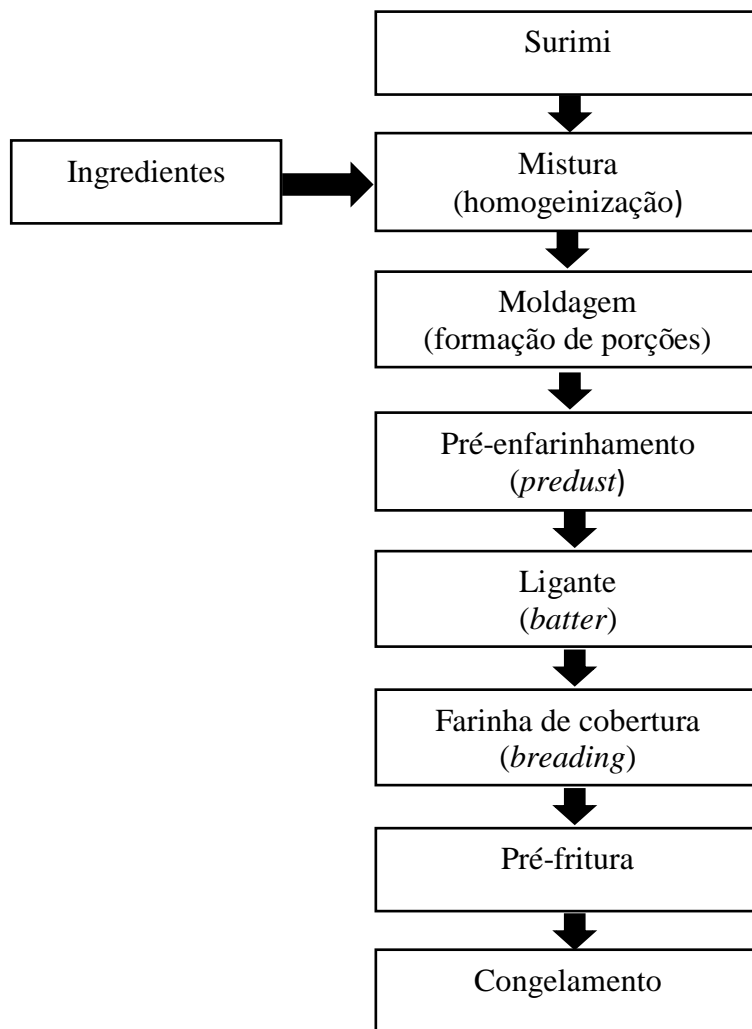 Surimi
Ingredientes
Mistura
(homogeinização)
Moldagem
(formação de porções)
Pré-enfarinhamento
(predust)
Ligante
(batter)
Farinha de cobertura
(breading)
Pré-fritura
Congelamento